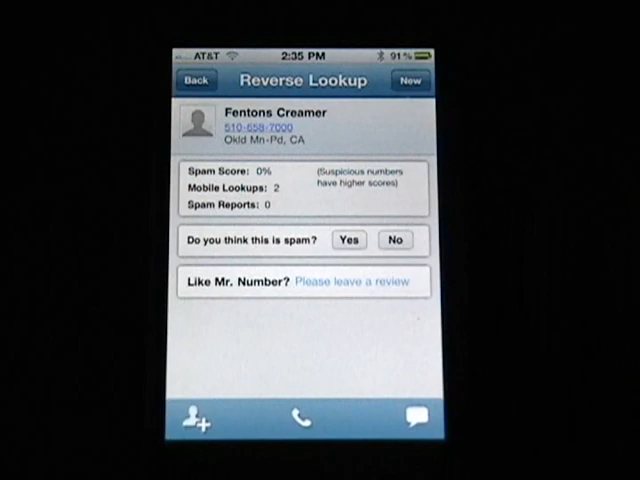 AT&T 2:35 PM 91%
Back Reverse Lookup New
Fentons Creamer
510-658-7000
Okld Mn-Pd, CA
Spam Score: 0% (Suspicious numbers
have higher scores)
Mobile Lookups: 2
Spam Reports: 0
Do you think this is spam? Yes No
Like Mr. Number? Please leave a review